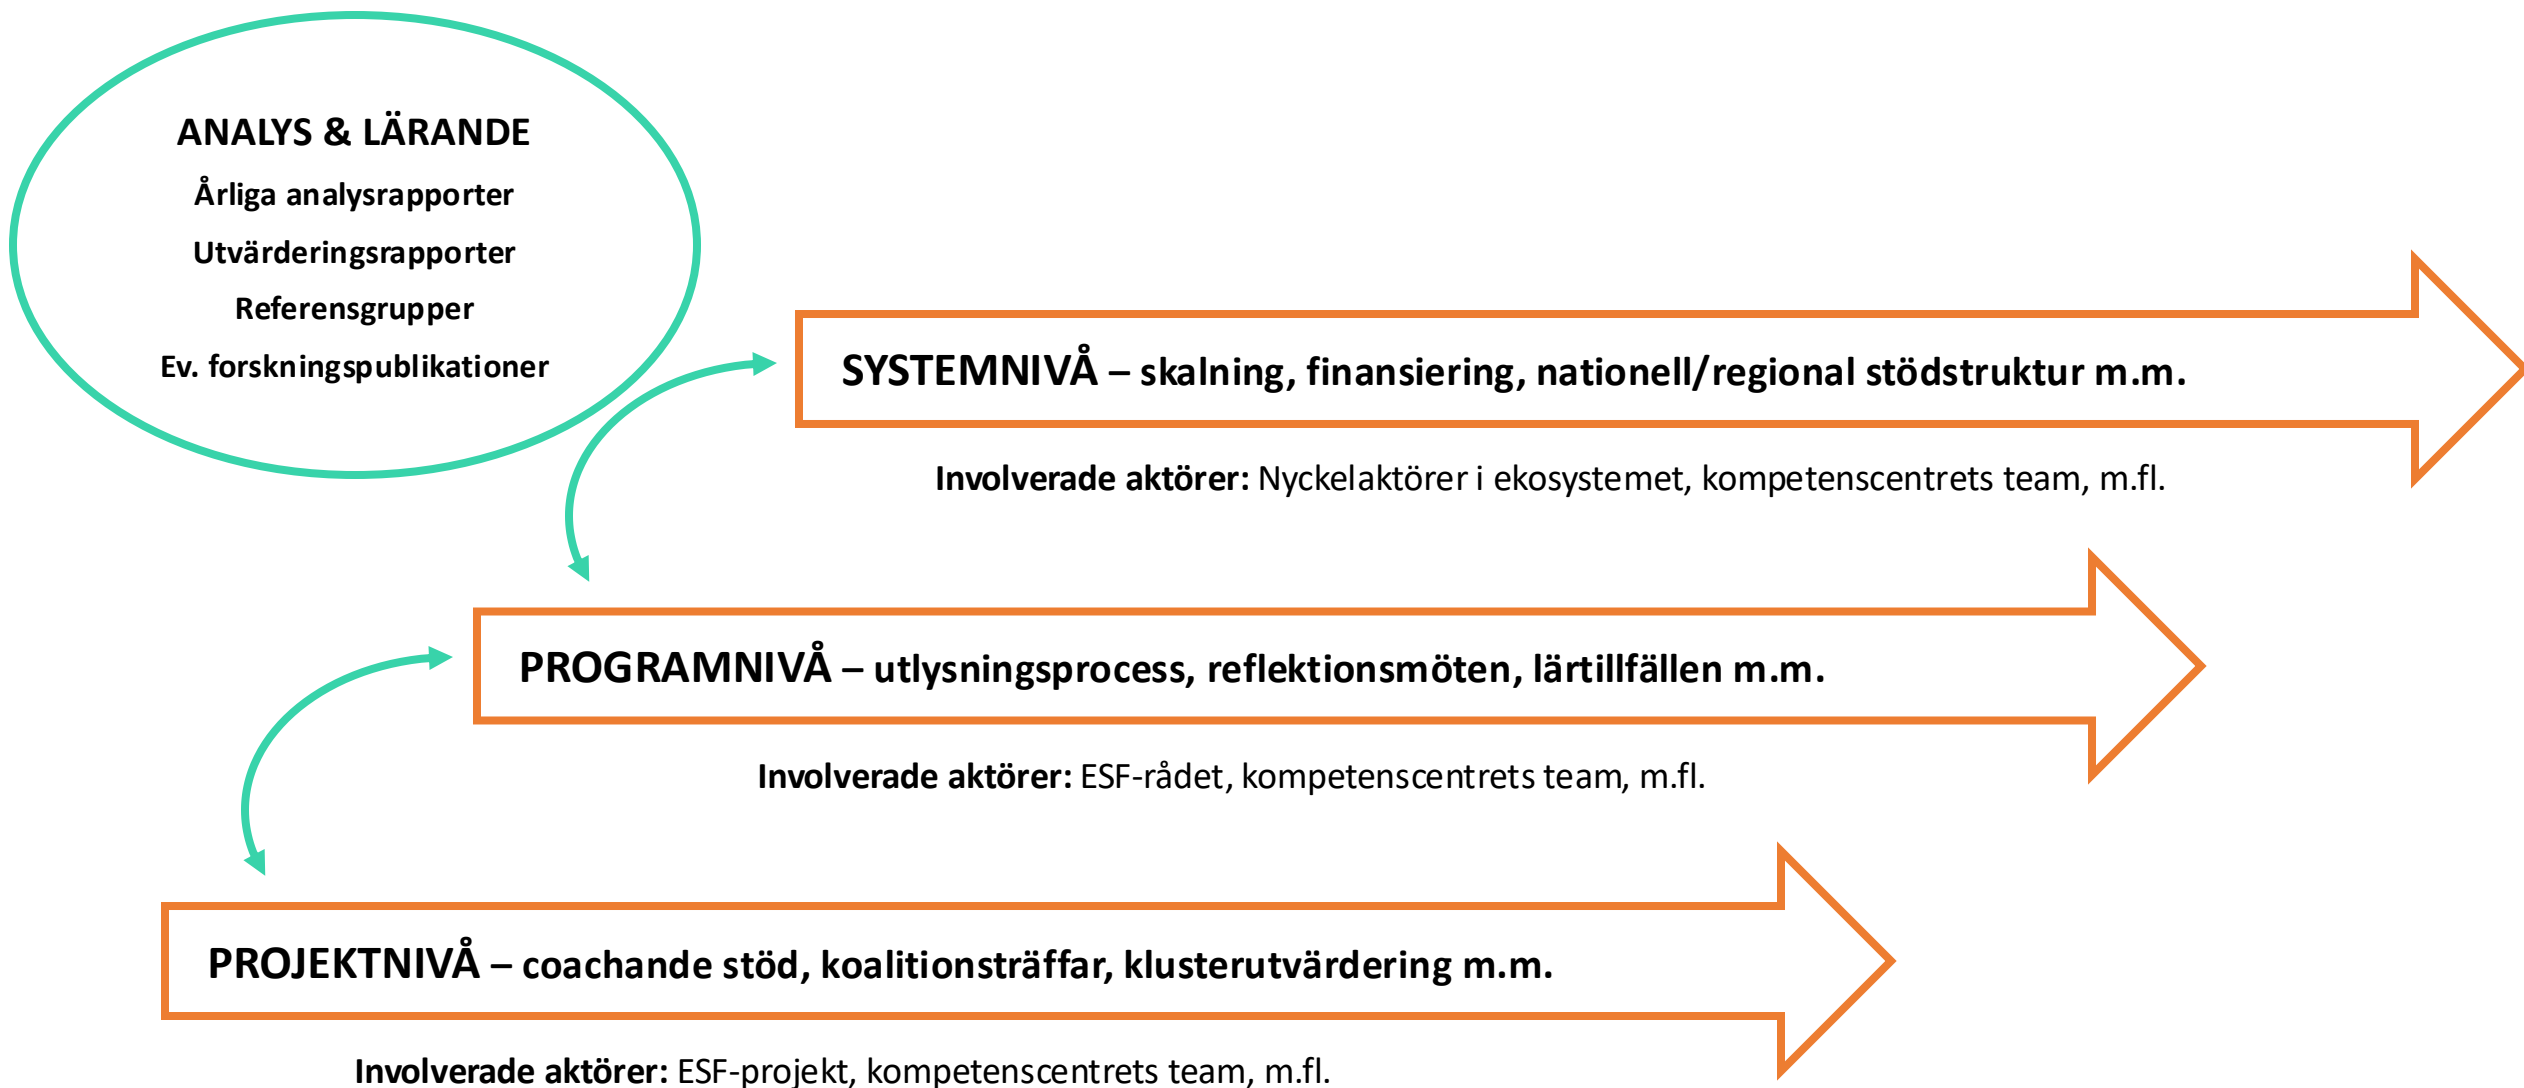 ANALYS & LÄRANDE
Årliga analysrapporter
Utvärderingsrapporter
Referensgrupper
Ev. forskningspublikationer
SYSTEMNIVÅ – skalning, finansiering, nationell/regional stödstruktur m.m.
Involverade aktörer: Nyckelaktörer i ekosystemet, kompetenscentrets team, m.fl.
PROGRAMNIVÅ – utlysningsprocess, reflektionsmöten, lärtillfällen m.m.
Involverade aktörer: ESF-rådet, kompetenscentrets team, m.fl.
PROJEKTNIVÅ – coachande stöd, koalitionsträffar, klusterutvärdering m.m.
Involverade aktörer: ESF-projekt, kompetenscentrets team, m.fl.